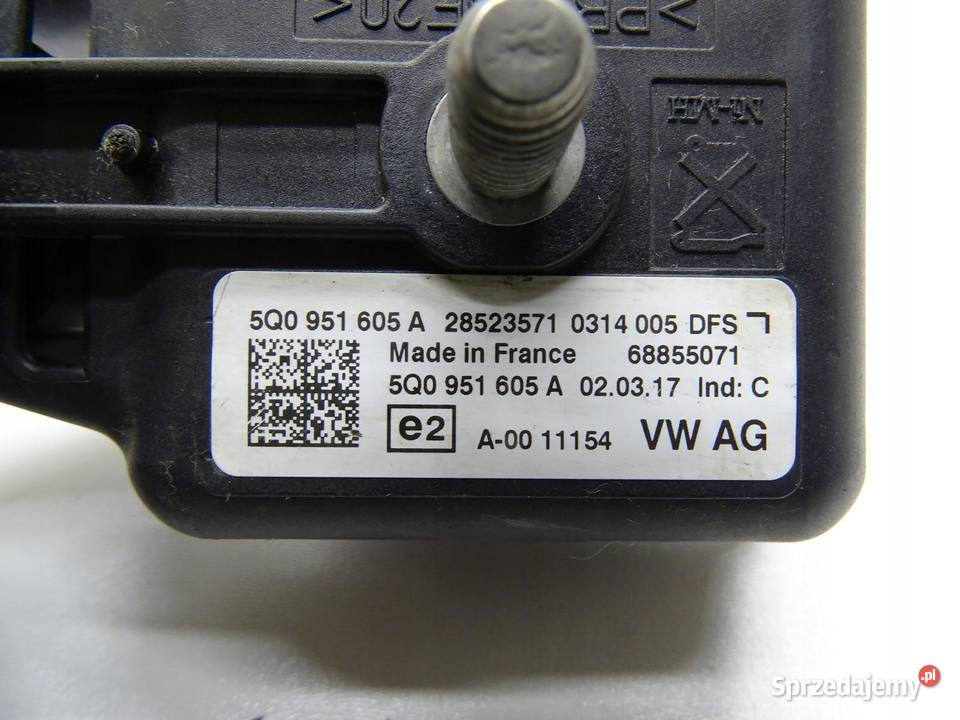 Ni-MH
5Q0 951 605 A 28523571 0314 005 DFS
Made in France 68855071
5Q0 951 605 A 02.03.17 Ind: C
e2 A-00 11154 VW AG
Sprzedajemy.pl